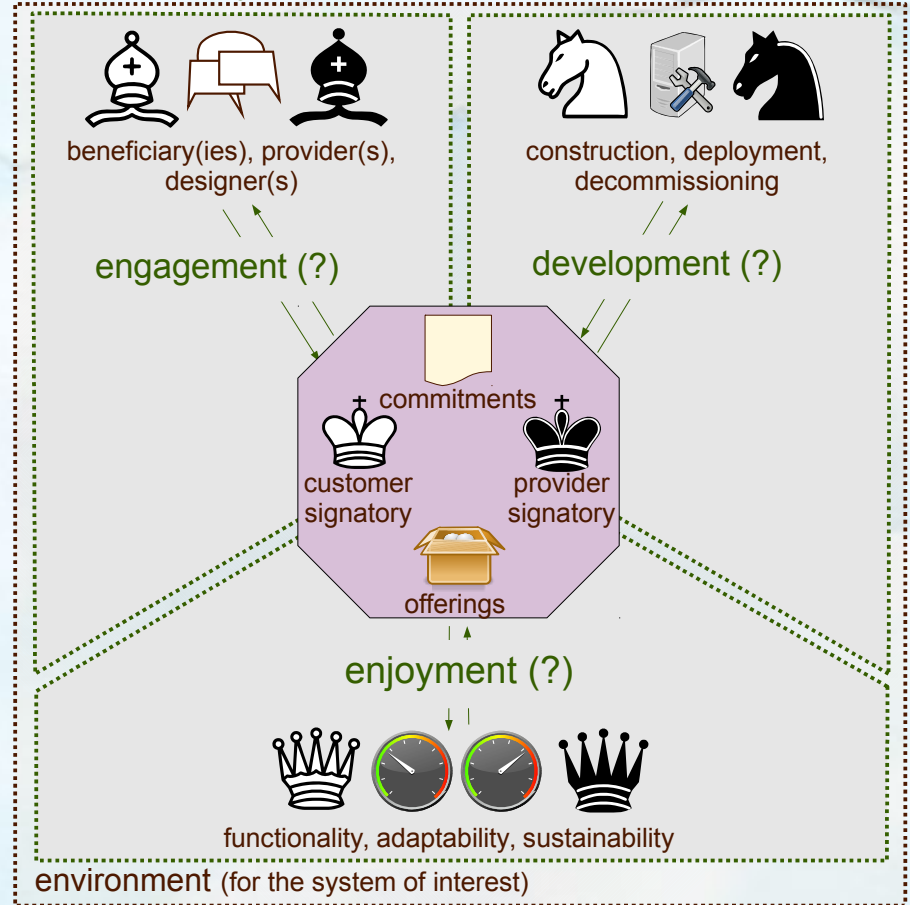 beneficiary(ies), provider(s),
designer(s)
construction, deployment,
decommissioning
engagement (?)
development (?)
commitments
customer
signatory
provider
signatory
offerings
enjoyment (?)
functionality, adaptability, sustainability
environment (for the system of interest)